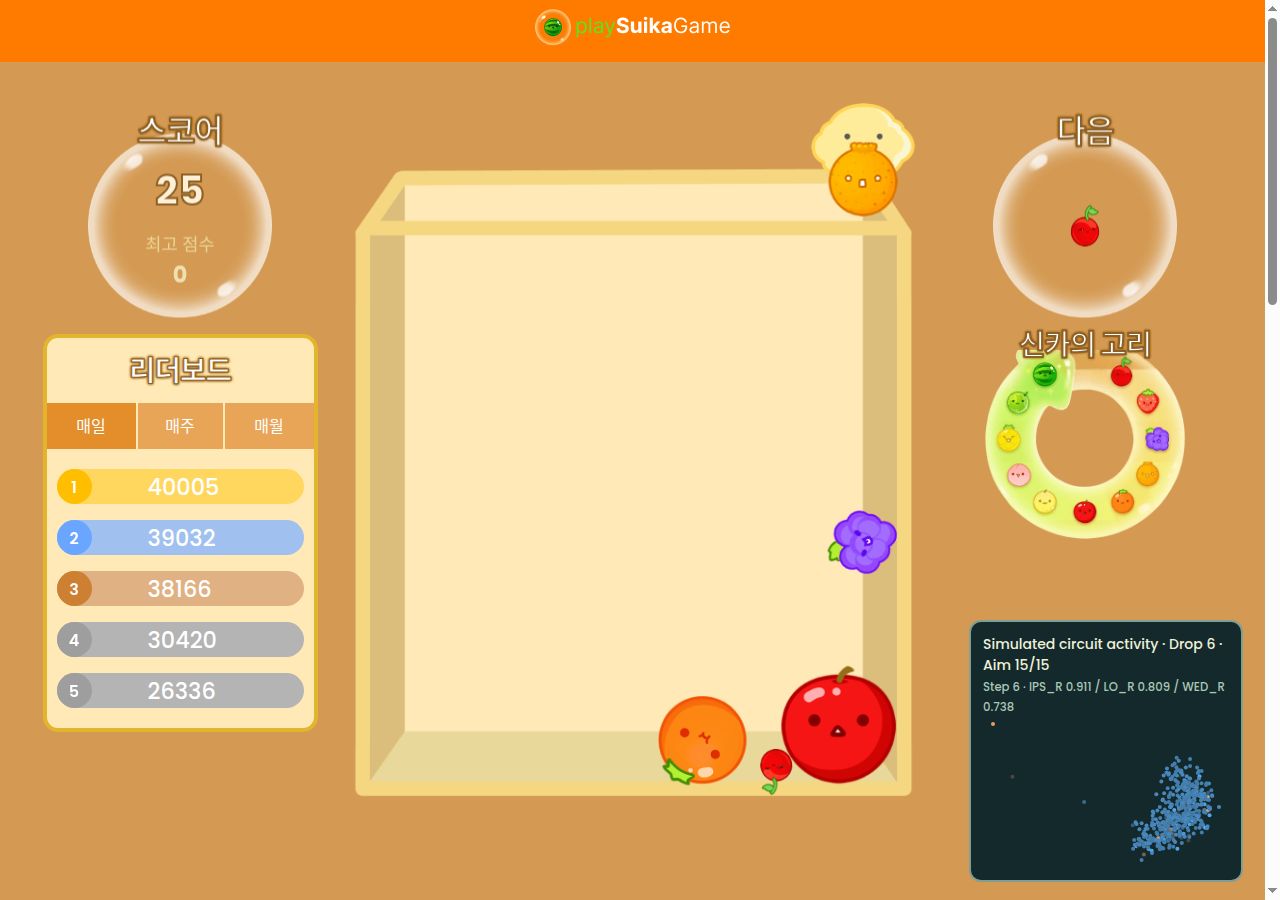 playSuikaGame
스코어
25
최고 점수
0
다음
신카의 고리
리더보드
매일 매주 매월
1 40005
2 39032
3 38166
4 30420
5 26336
Simulated circuit activity · Drop 6 ·
Aim 15/15
Step 6 · IPS_R 0.911 / LO_R 0.809 / WED_R
0.738